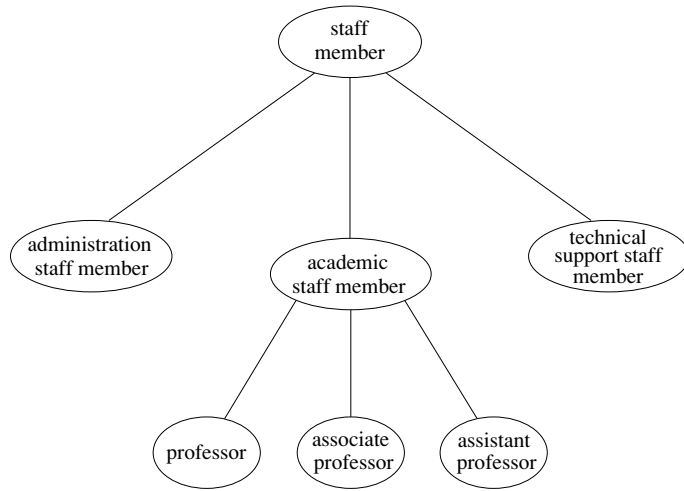 staff
member
administration
staff member
academic
staff member
technical
support staff
member
professor
associate
professor
assistant
professor